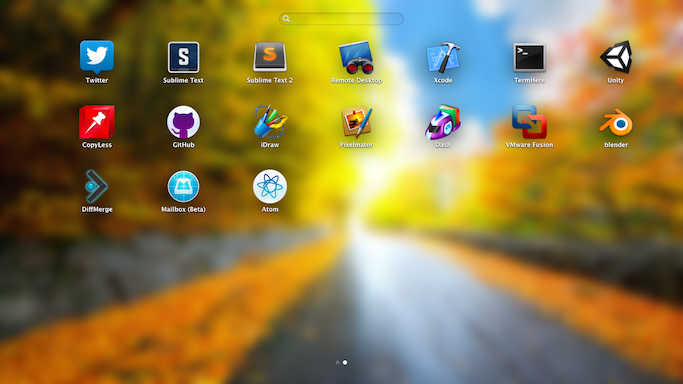 Twitter
Sublime Text
Sublime Text 2
Remote Desktop
Xcode
TermHere
Unity
CopyLess
GitHub
iDraw
Pixelmator
Dash
VMware Fusion
blender
DiffMerge
Mailbox (Beta)
Atom